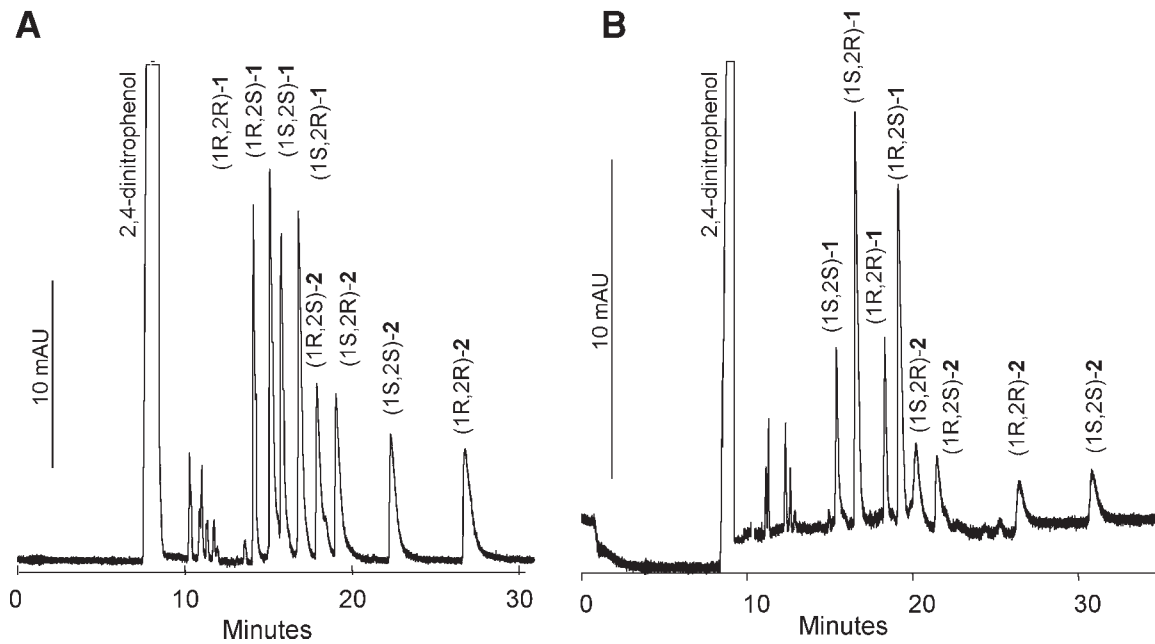 A
2,4-dinitrophenol
(1R,2R)-1
(1R,2S)-1
(1S,2S)-1
(1S,2R)-1
(1R,2S)-2
(1S,2R)-2
(1S,2S)-2
(1R,2R)-2
10 mAU
0 10 20 30
Minutes
B
2,4-dinitrophenol
(1S,2S)-1
(1S,2R)-1
(1R,2R)-1
(1R,2S)-1
(1S,2R)-2
(1R,2S)-2
(1R,2R)-2
(1S,2S)-2
10 mAU
0 10 20 30
Minutes